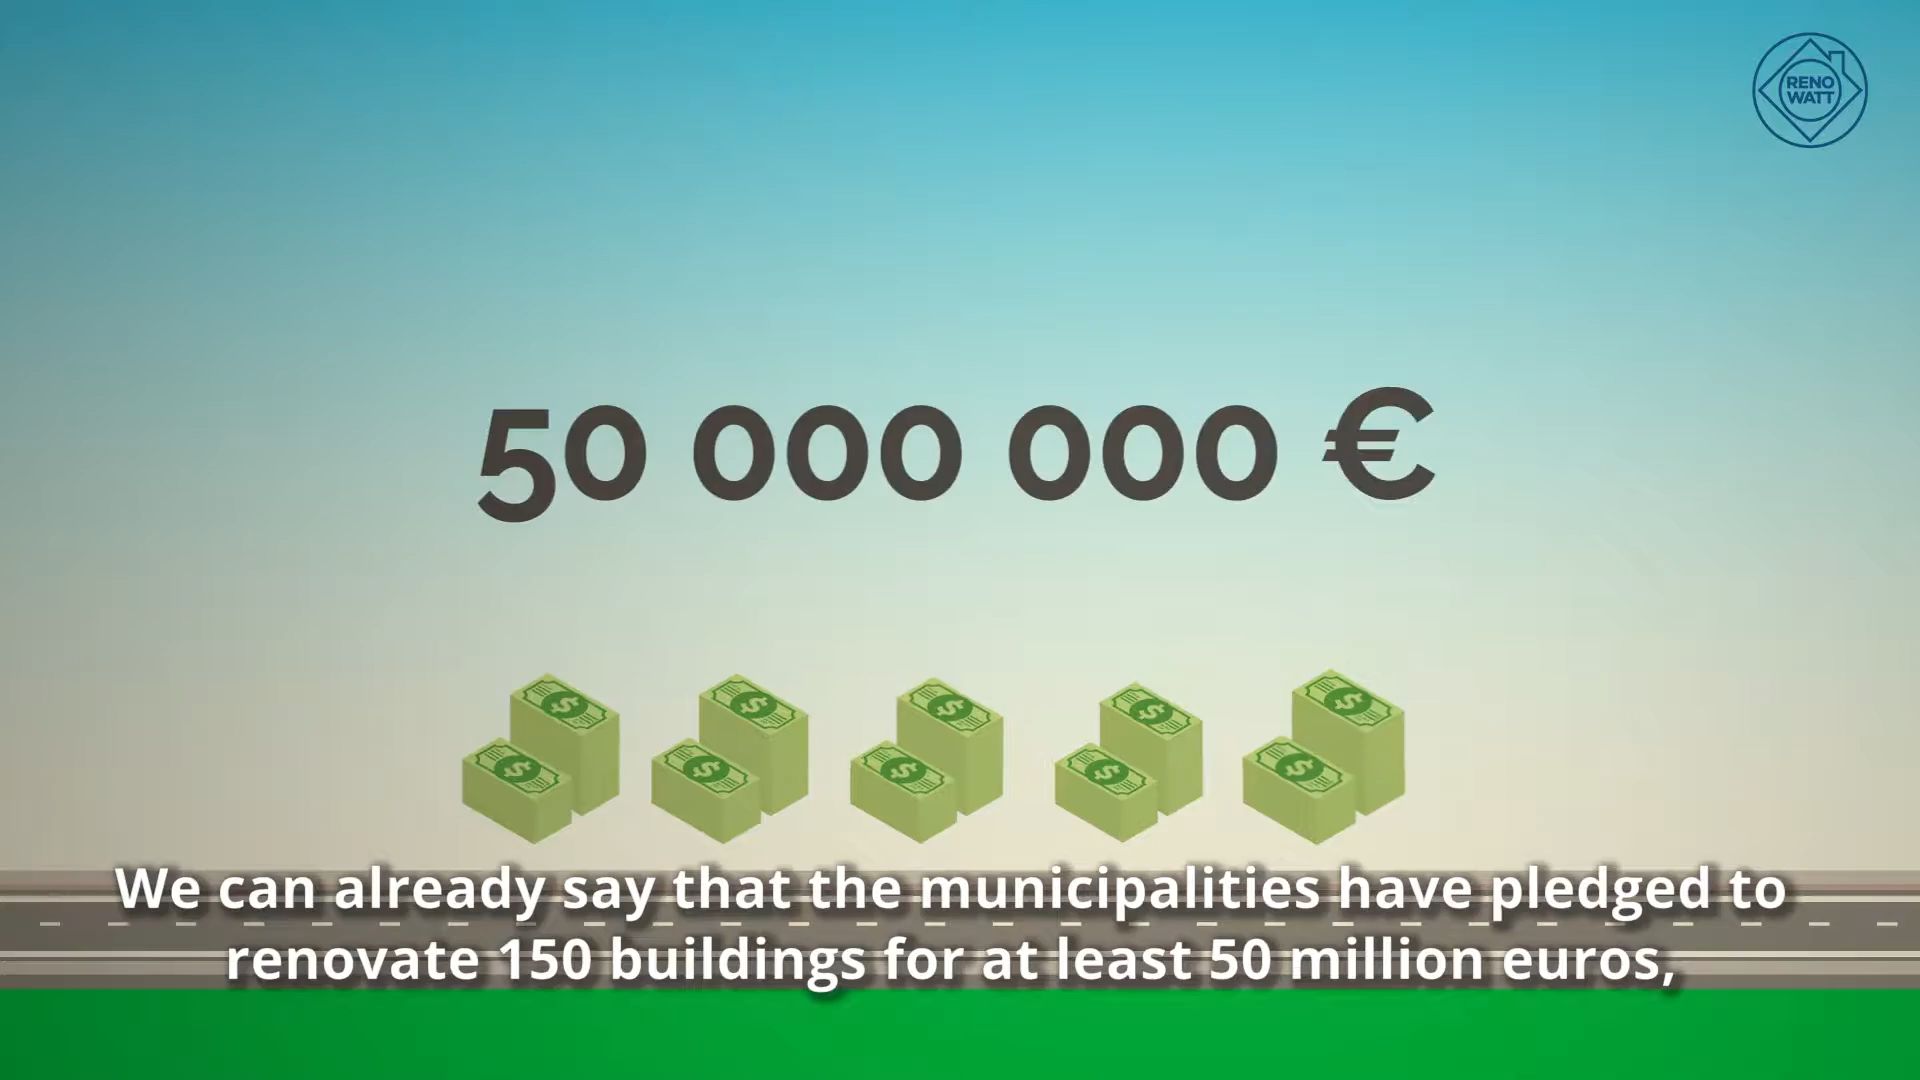 RENO
WATT
50 000 000 €
$ $ $ $ $
$ $ $ $ $
We can already say that the municipalities have pledged to
renovate 150 buildings for at least 50 million euros,